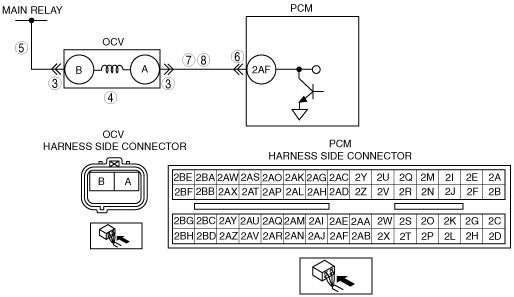 MAIN RELAY
PCM
OCV
5
B
A
6
2AF
7 8
3
3
4
OCV
HARNESS SIDE CONNECTOR
B A
PCM
HARNESS SIDE CONNECTOR
2BE 2BA 2AW 2AS 2AO 2AK 2AG 2AC 2Y 2U 2Q 2M 2I 2E 2A
2BF 2BB 2AX 2AT 2AP 2AL 2AH 2AD 2Z 2V 2R 2N 2J 2F 2B
2BG 2BC 2AY 2AU 2AQ 2AM 2AI 2AE 2AA 2W 2S 2O 2K 2G 2C
2BH 2BD 2AZ 2AV 2AR 2AN 2AJ 2AF 2AB 2X 2T 2P 2L 2H 2D